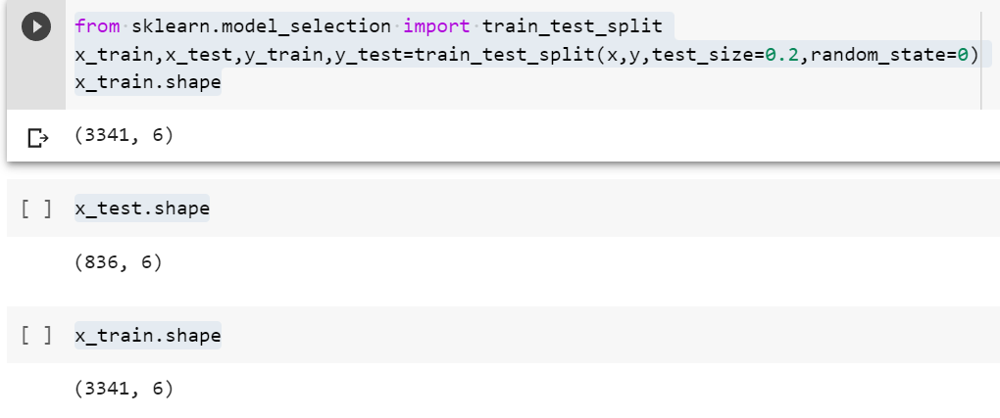 from sklearn.model_selection import train_test_split
x_train,x_test,y_train,y_test=train_test_split(x,y,test_size=0.2,random_state=0)
x_train.shape
(3341, 6)
[ ] x_test.shape
(836, 6)
[ ] x_train.shape
(3341, 6)